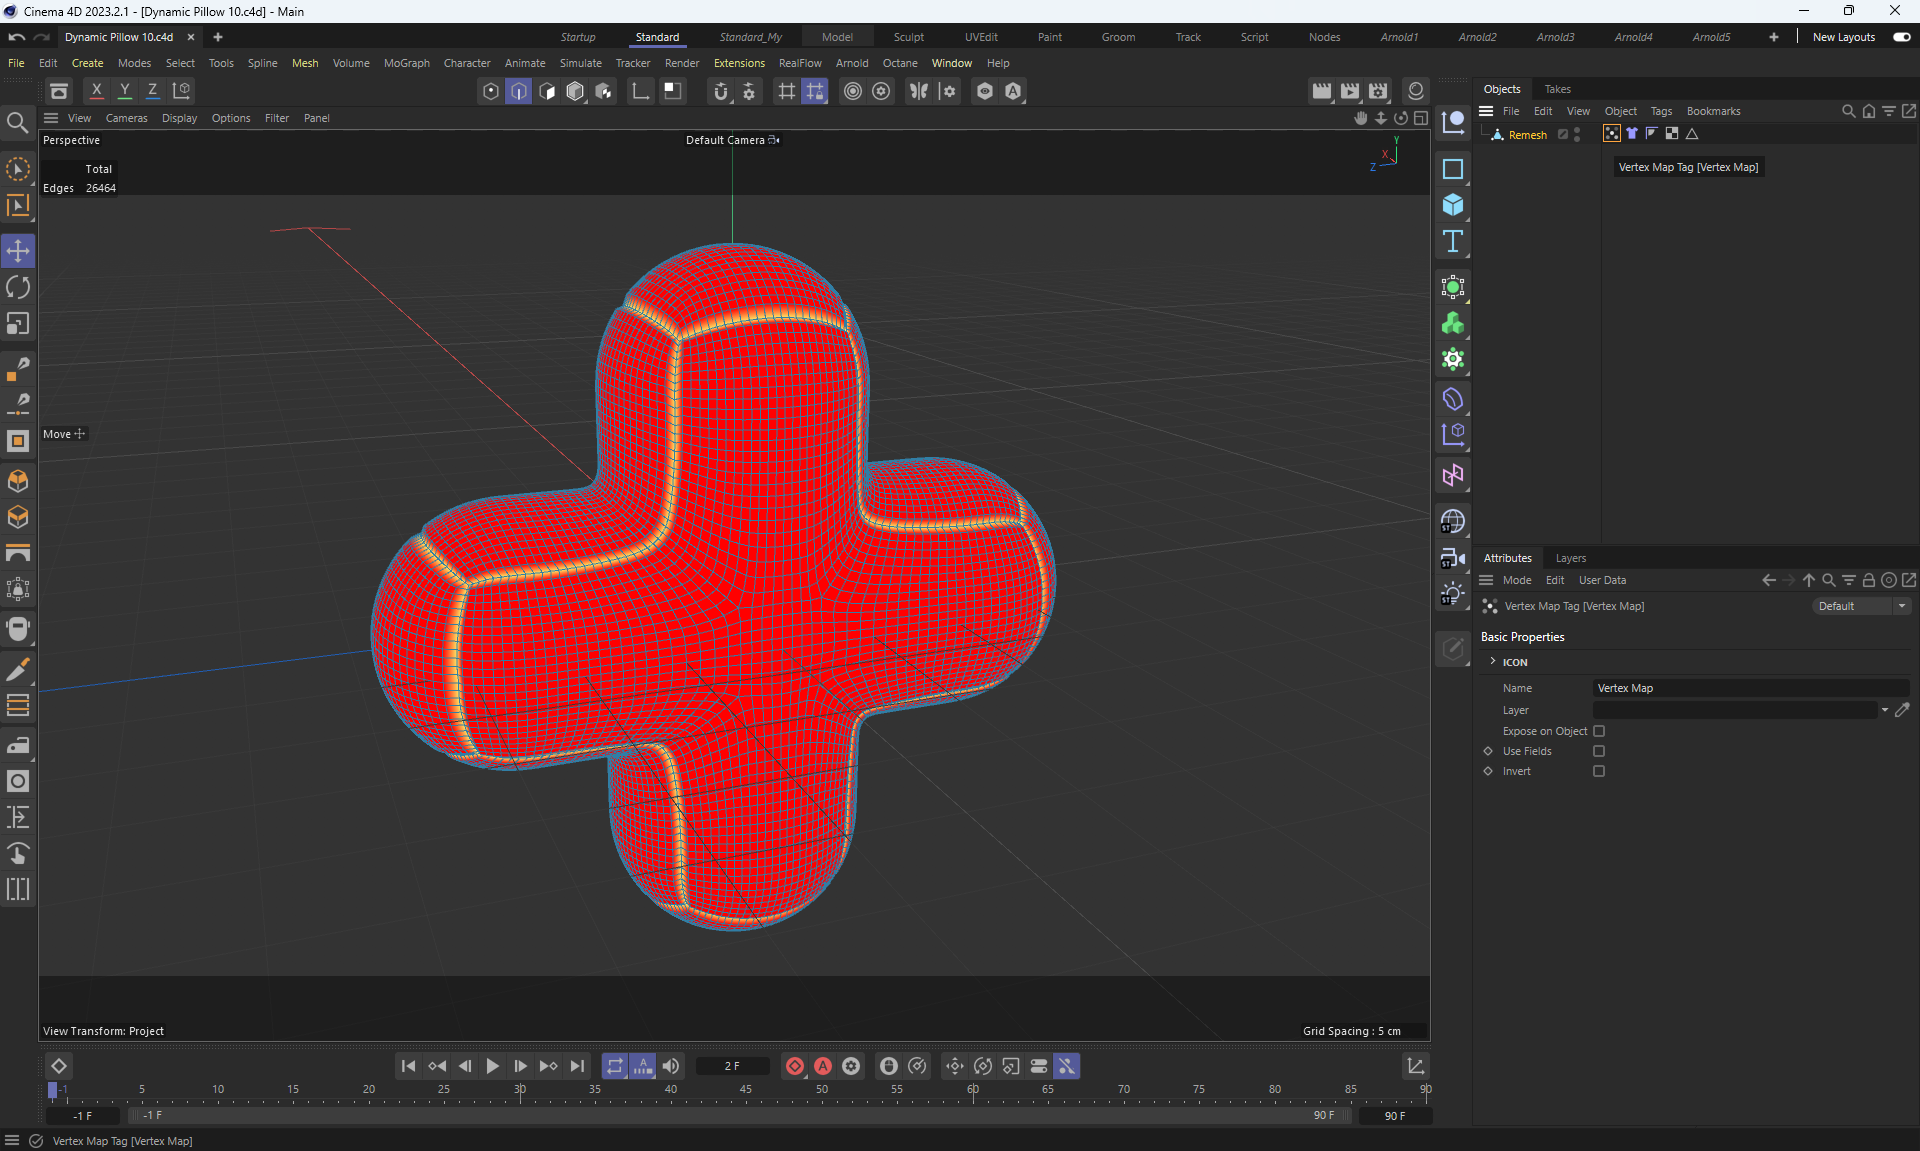 Cinema 4D 2023.2.1 - [Dynamic Pillow 10.c4d] - Main
Dynamic Pillow 10.c4d
Startup Standard Standard_My Model Sculpt UVEdit Paint Groom Track Script Nodes Arnold1 Arnold2 Arnold3 Arnold4 Arnold5 New Layouts
File Edit Create Modes Select Tools Spline Mesh Volume MoGraph Character Animate Simulate Tracker Render Extensions RealFlow Arnold Octane Window Help
X Y Z
Objects Takes
File Edit View Object Tags Bookmarks
View Cameras Display Options Filter Panel
Perspective
Default Camera
Y
X
Z
Remesh
Vertex Map Tag [Vertex Map]
Total
Edges 26464
Move
ST
ST
ST
Attributes Layers
Mode Edit User Data
Vertex Map Tag [Vertex Map]
Default
Basic Properties
ICON
Name Vertex Map
Layer
Expose on Object
Use Fields
Invert
View Transform: Project
Grid Spacing : 5 cm
2 F
-1 5 10 15 20 25 30 35 40 45 50 55 60 65 70 75 80 85 90
-1 F -1 F 90 F 90 F
Vertex Map Tag [Vertex Map]